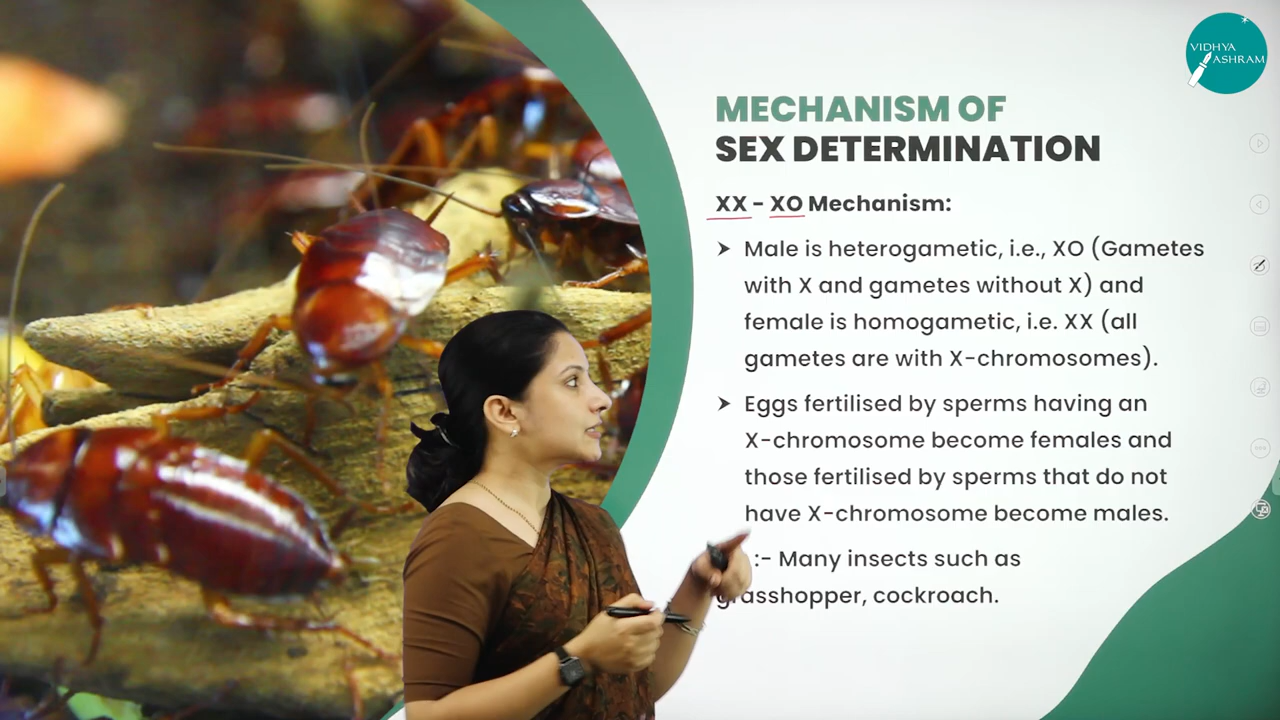 VIDHYA
ASHRAM
MECHANISM OF
SEX DETERMINATION
XX - XO Mechanism:
➤ Male is heterogametic, i.e., XO (Gametes
with X and gametes without X) and
female is homogametic, i.e. XX (all
gametes are with X-chromosomes).
➤ Eggs fertilised by sperms having an
X-chromosome become females and
those fertilised by sperms that do not
have X-chromosome become males.
:- Many insects such as
grasshopper, cockroach.